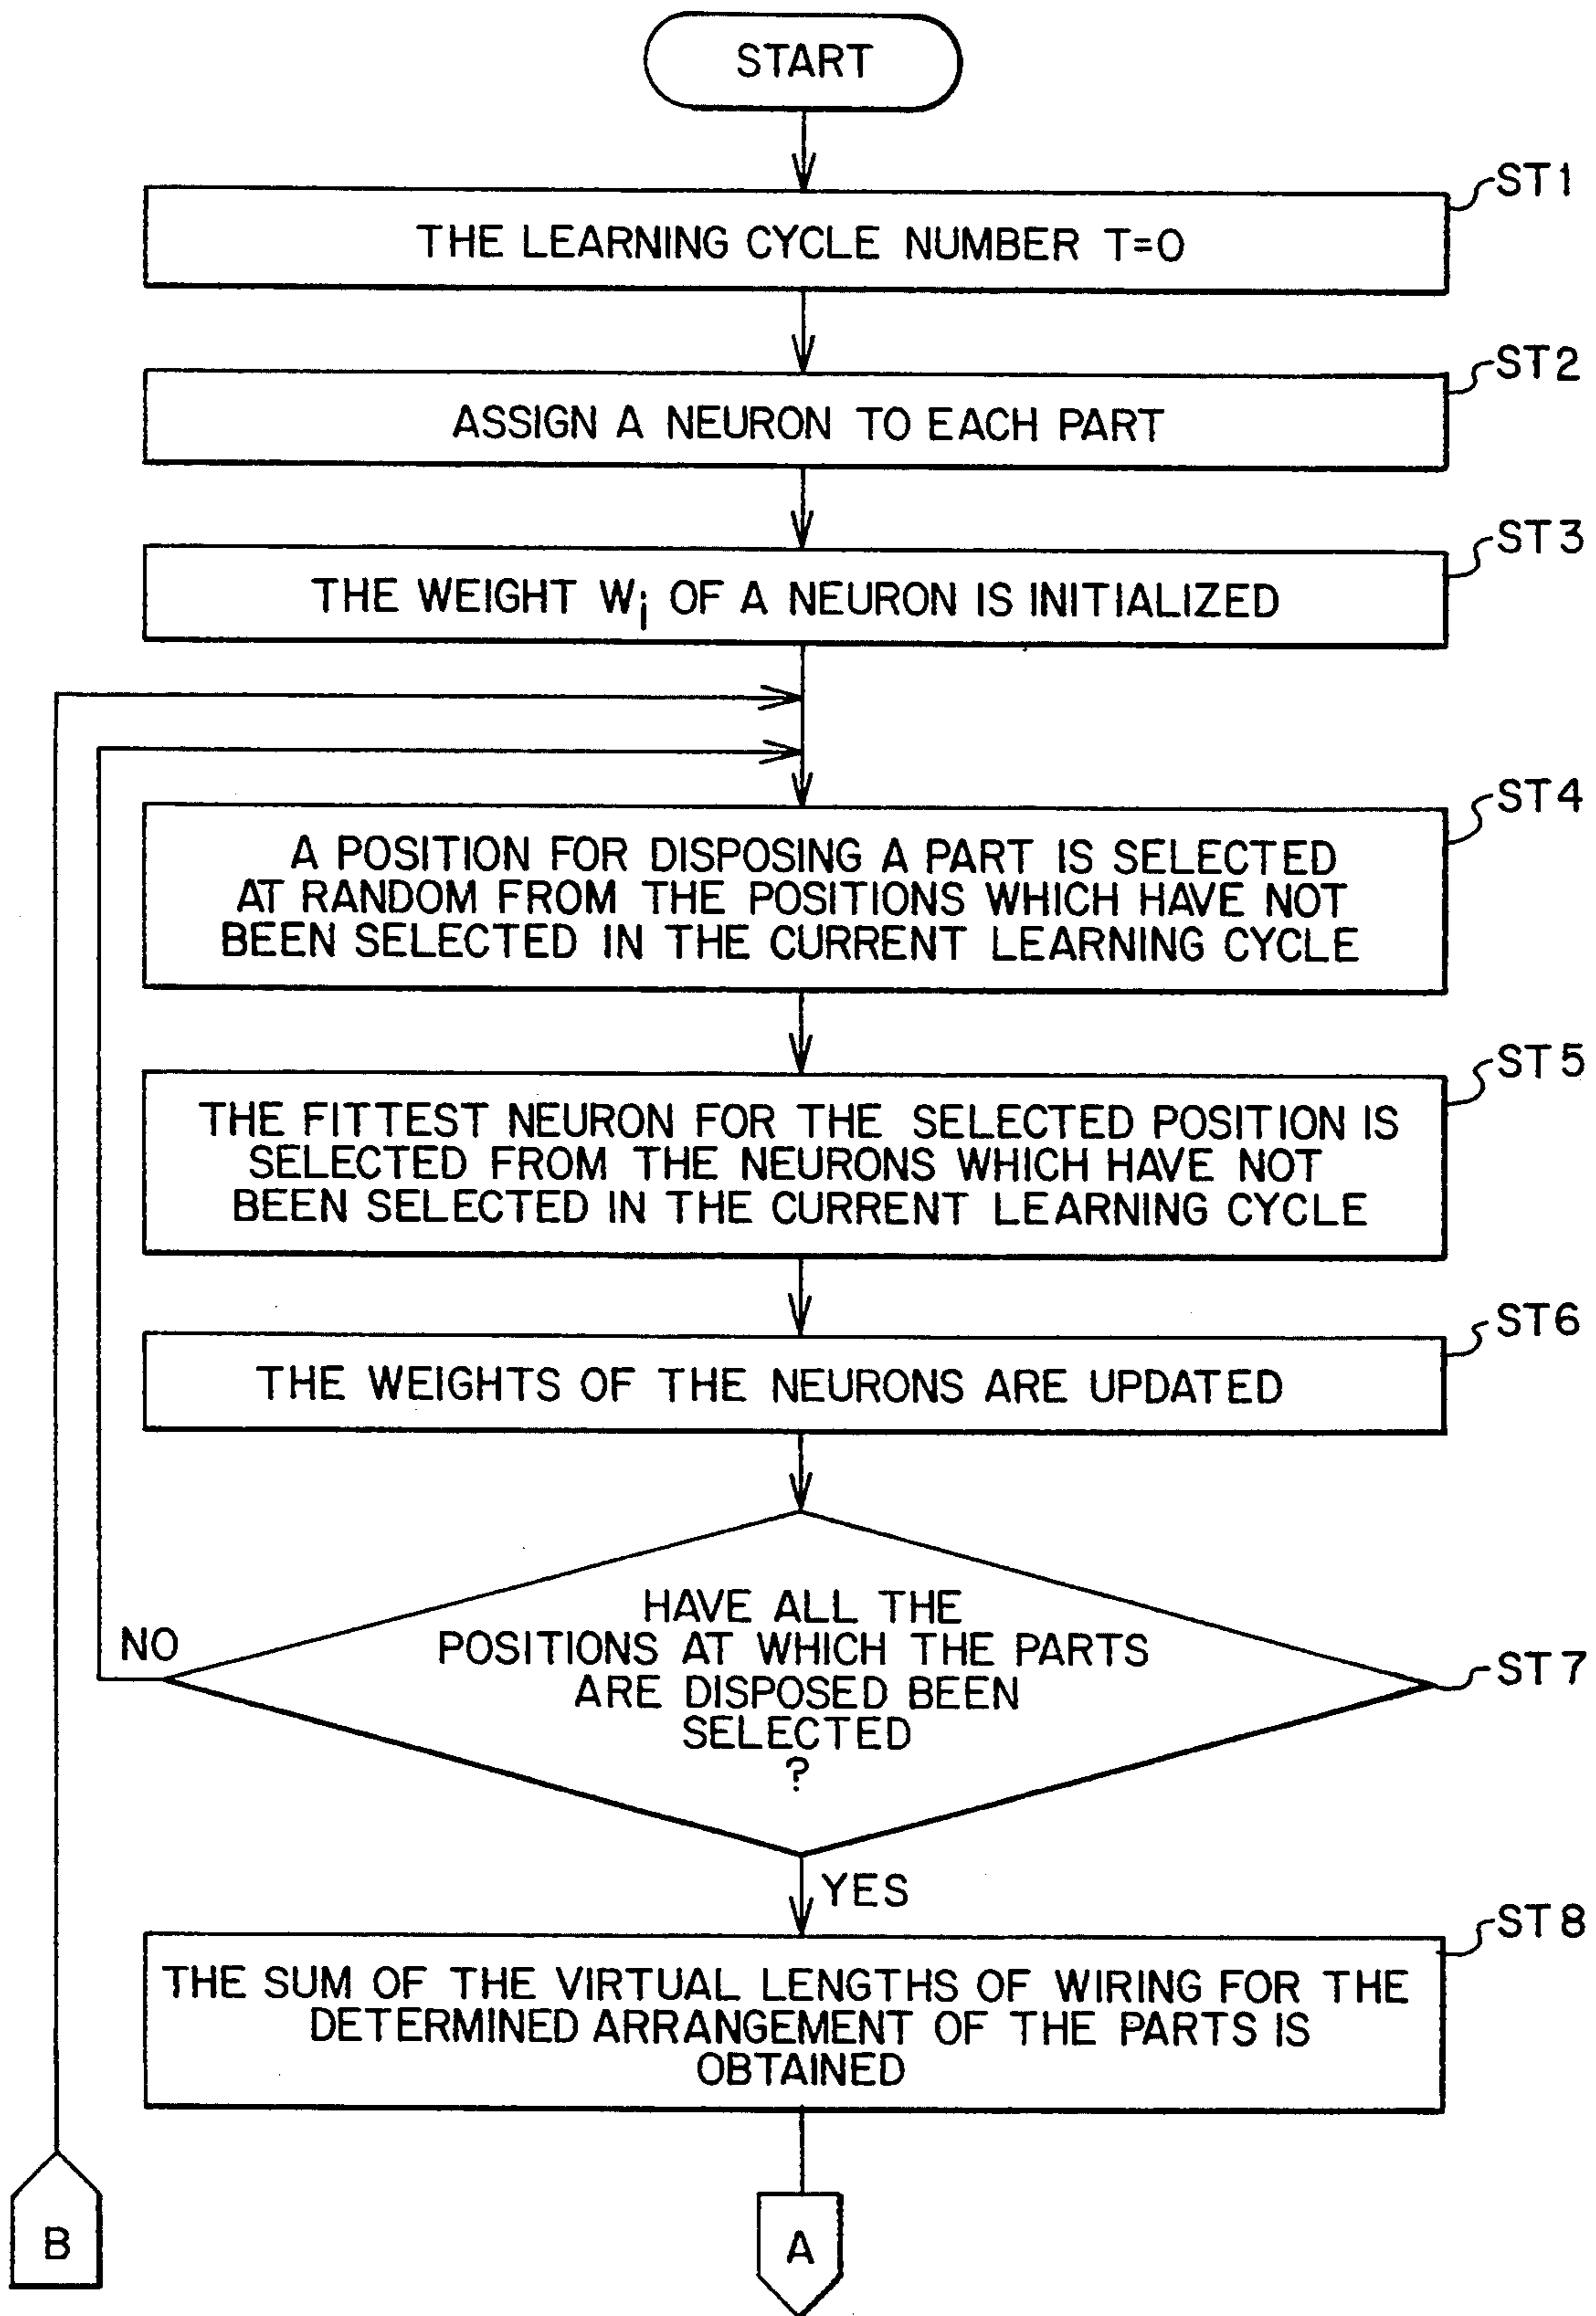 START
ST1
THE LEARNING CYCLE NUMBER T=0
ST2
ASSIGN A NEURON TO EACH PART
ST3
THE WEIGHT Wi OF A NEURON IS INITIALIZED
ST4
A POSITION FOR DISPOSING A PART IS SELECTED
AT RANDOM FROM THE POSITIONS WHICH HAVE NOT
BEEN SELECTED IN THE CURRENT LEARNING CYCLE
ST5
THE FITTEST NEURON FOR THE SELECTED POSITION IS
SELECTED FROM THE NEURONS WHICH HAVE NOT
BEEN SELECTED IN THE CURRENT LEARNING CYCLE
ST6
THE WEIGHTS OF THE NEURONS ARE UPDATED
HAVE ALL THE
POSITIONS AT WHICH THE PARTS
ARE DISPOSED BEEN
SELECTED
?
NO
ST7
YES
ST8
THE SUM OF THE VIRTUAL LENGTHS OF WIRING FOR THE
DETERMINED ARRANGEMENT OF THE PARTS IS
OBTAINED
B
A